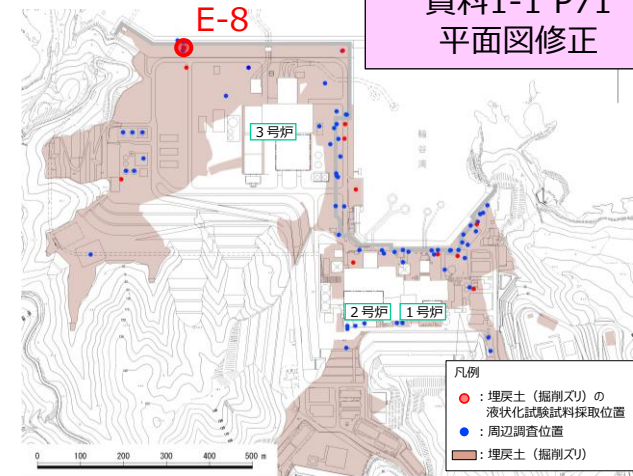 資料1-1 P71
平面図修正
E-8
3号炉
輪谷湾
2号炉
1号炉
凡例
：埋戻土（掘削ズリ）の
液状化試験試料採取位置
：周辺調査位置
：埋戻土（掘削ズリ）
0 100 200 300 400 500 m